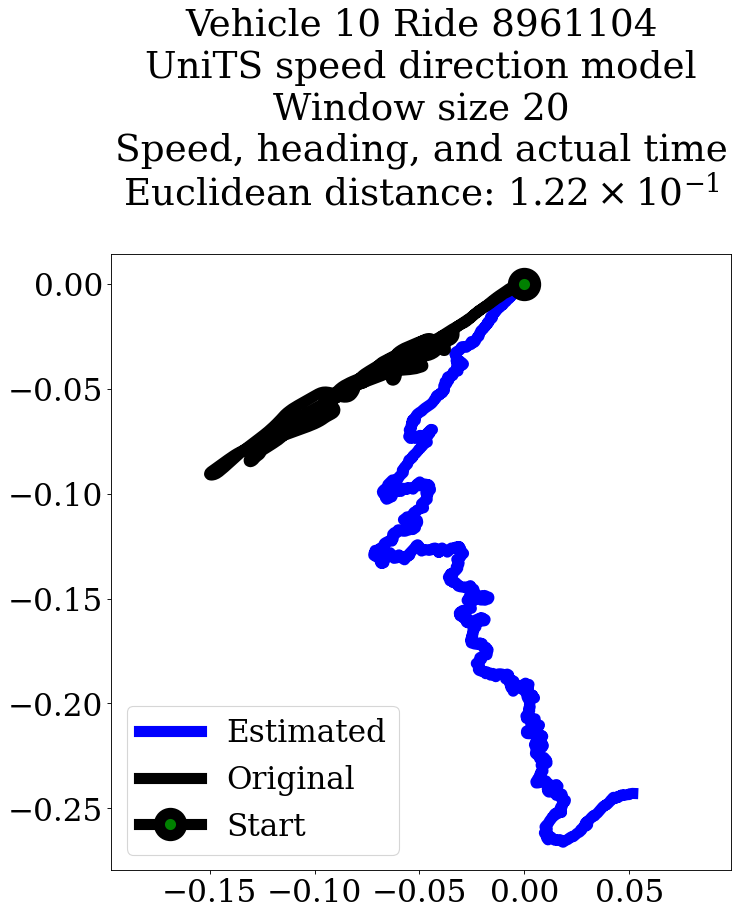 Vehicle 10 Ride 8961104
UniTS speed direction model
Window size 20
Speed, heading, and actual time
Euclidean distance: 1.22 × 10⁻¹
0.00
−0.05
−0.10
−0.15
−0.20
−0.25
Estimated
Original
Start
−0.15 −0.10 −0.05 0.00 0.05